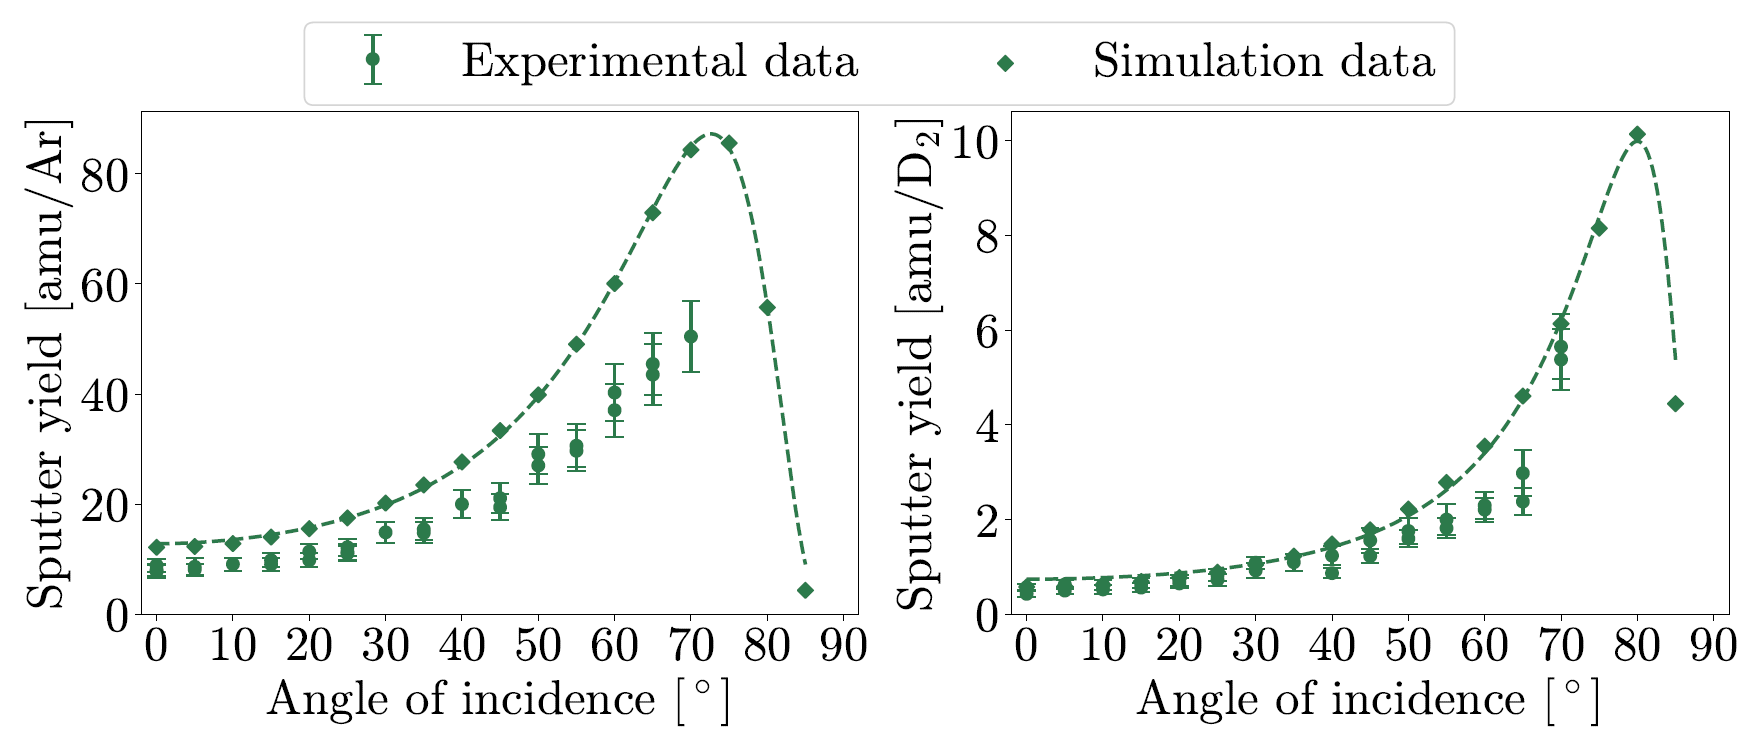 Experimental data
Simulation data
Sputter yield [amu/Ar]
80
60
40
20
0
0 10 20 30 40 50 60 70 80 90
Angle of incidence [°]
Sputter yield [amu/D₂]
10
8
6
4
2
0
0 10 20 30 40 50 60 70 80 90
Angle of incidence [°]